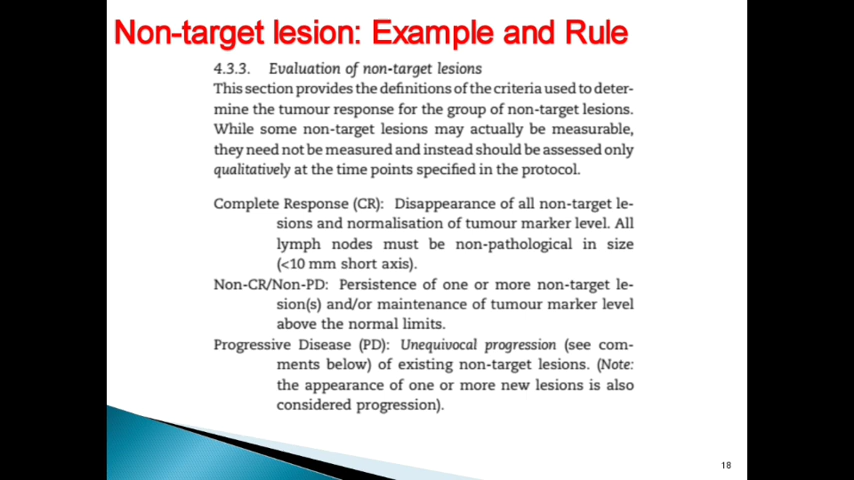 Non-target lesion: Example and Rule
4.3.3. Evaluation of non-target lesions
This section provides the definitions of the criteria used to deter-
mine the tumour response for the group of non-target lesions.
While some non-target lesions may actually be measurable,
they need not be measured and instead should be assessed only
qualitatively at the time points specified in the protocol.
Complete Response (CR): Disappearance of all non-target le-
sions and normalisation of tumour marker level. All
lymph nodes must be non-pathological in size
(<10 mm short axis).
Non-CR/Non-PD: Persistence of one or more non-target le-
sion(s) and/or maintenance of tumour marker level
above the normal limits.
Progressive Disease (PD): Unequivocal progression (see com-
ments below) of existing non-target lesions. (Note:
the appearance of one or more new lesions is also
considered progression).
18